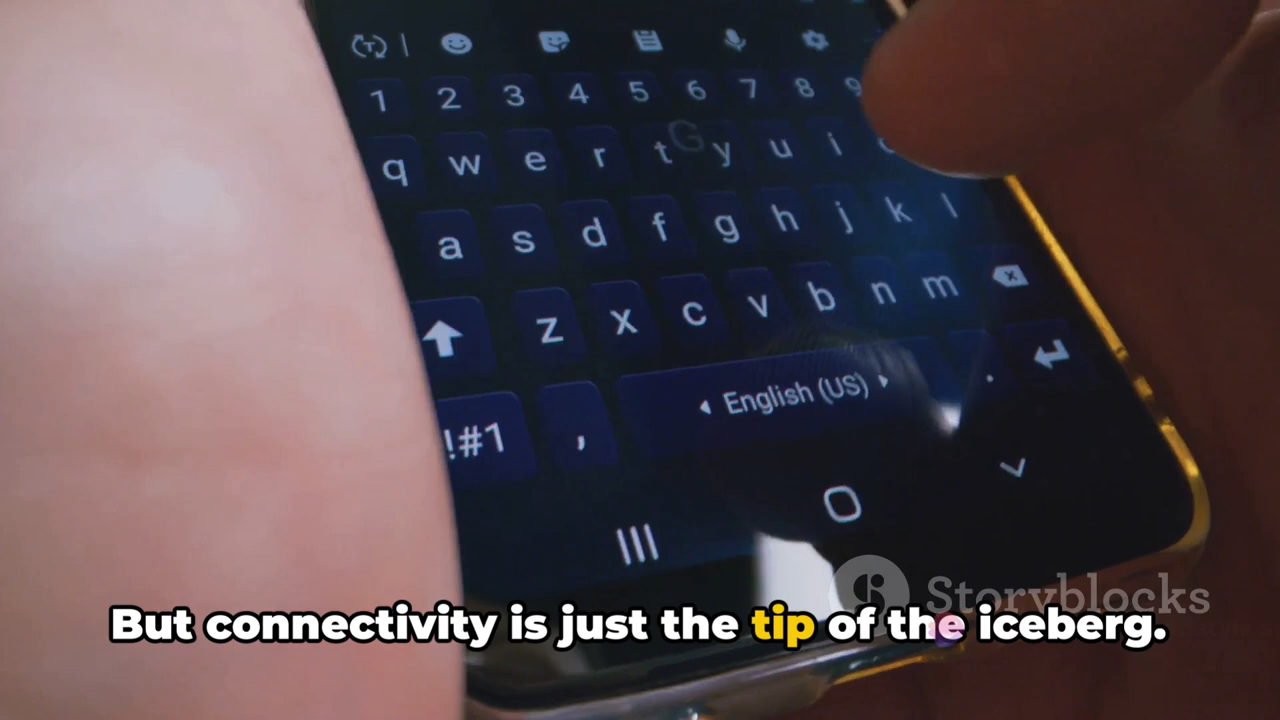 1 2 3 4 5 6 7 8 9
G
q w e r t y u i
a s d f g h j k l
z x c v b n m
!#1 , English (US) .
Storyblocks
But connectivity is just the tip of the iceberg.